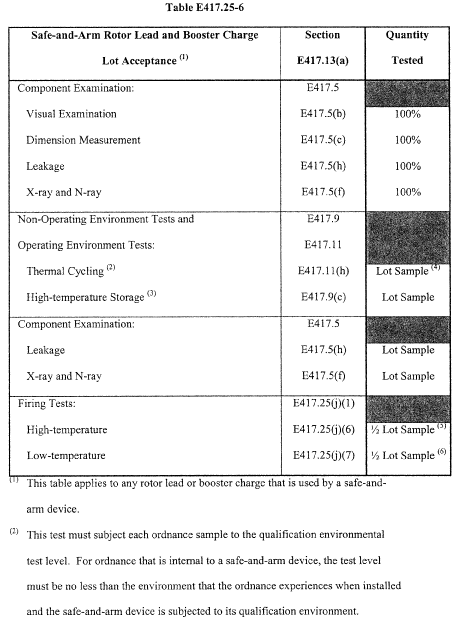 Table E417.25-6
Safe-and-Arm Rotor Lead and Booster Charge Section Quantity
Lot Acceptance (1) E417.13(a) Tested
Component Examination: E417.5
Visual Examination E417.5(b) 100%
Dimension Measurement E417.5(c) 100%
Leakage E417.5(h) 100%
X-ray and N-ray E417.5(f) 100%
Non-Operating Environment Tests and E417.9
Operating Environment Tests: E417.11
Thermal Cycling (2) E417.11(h) Lot Sample (4)
High-temperature Storage (3) E417.9(c) Lot Sample
Component Examination: E417.5
Leakage E417.5(h) Lot Sample
X-ray and N-ray E417.5(f) Lot Sample
Firing Tests: E417.25(j)(1)
High-temperature E417.25(j)(6) ½ Lot Sample (5)
Low-temperature E417.25(j)(7) ½ Lot Sample (6)
(1) This table applies to any rotor lead or booster charge that is used by a safe-and-
arm device.
(2) This test must subject each ordnance sample to the qualification environmental
test level. For ordnance that is internal to a safe-and-arm device, the test level
must be no less than the environment that the ordnance experiences when installed
and the safe-and-arm device is subjected to its qualification environment.